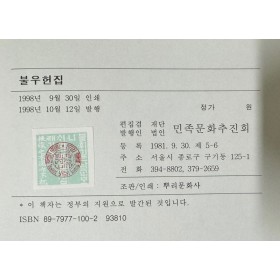 불우헌집
1998년 9월 30일 인쇄
1998년 10월 12일 발행
정가 원
편집겸 재단
발행인 법인 민족문화추진회
등록 1981. 9. 30. 제 5-6
주소 서울시 종로구 구기동 125-1
전화 394-8802, 379-2659
조판/인쇄 : 뿌리문화사
* 이 책자는 정부의 지원으로 발간된 것입니다.
ISBN 89-7977-100-2 93810